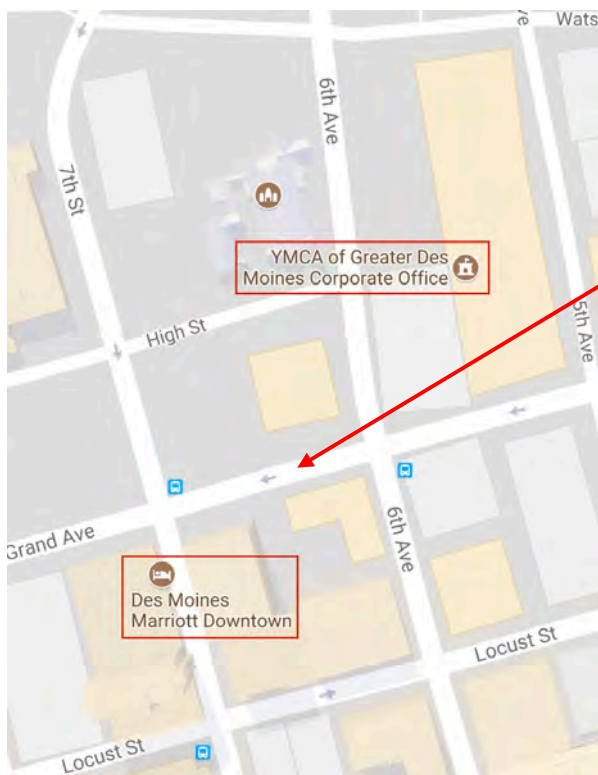 Wats
ve
6th Ave
7th St
YMCA of Greater Des
Moines Corporate Office
5th Ave
High St
Grand Ave
6th Ave
Des Moines
Marriott Downtown
Locust St
Locust St